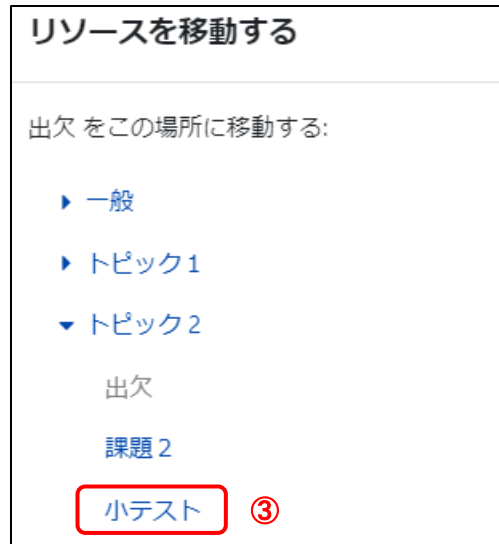 リソースを移動する
出欠 をこの場所に移動する:
一般
トピック1
トピック2
出欠
課題2
小テスト ③